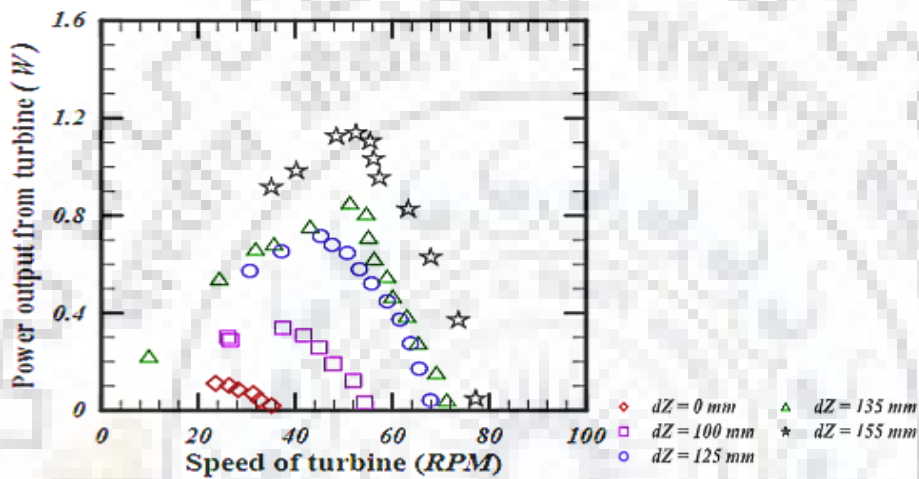 1.6
1.2
0.8
0.4
0
Power output from turbine (W)
0 20 40 60 80 100
Speed of turbine (RPM)
dZ = 0 mm
dZ = 100 mm
dZ = 125 mm
dZ = 135 mm
dZ = 155 mm